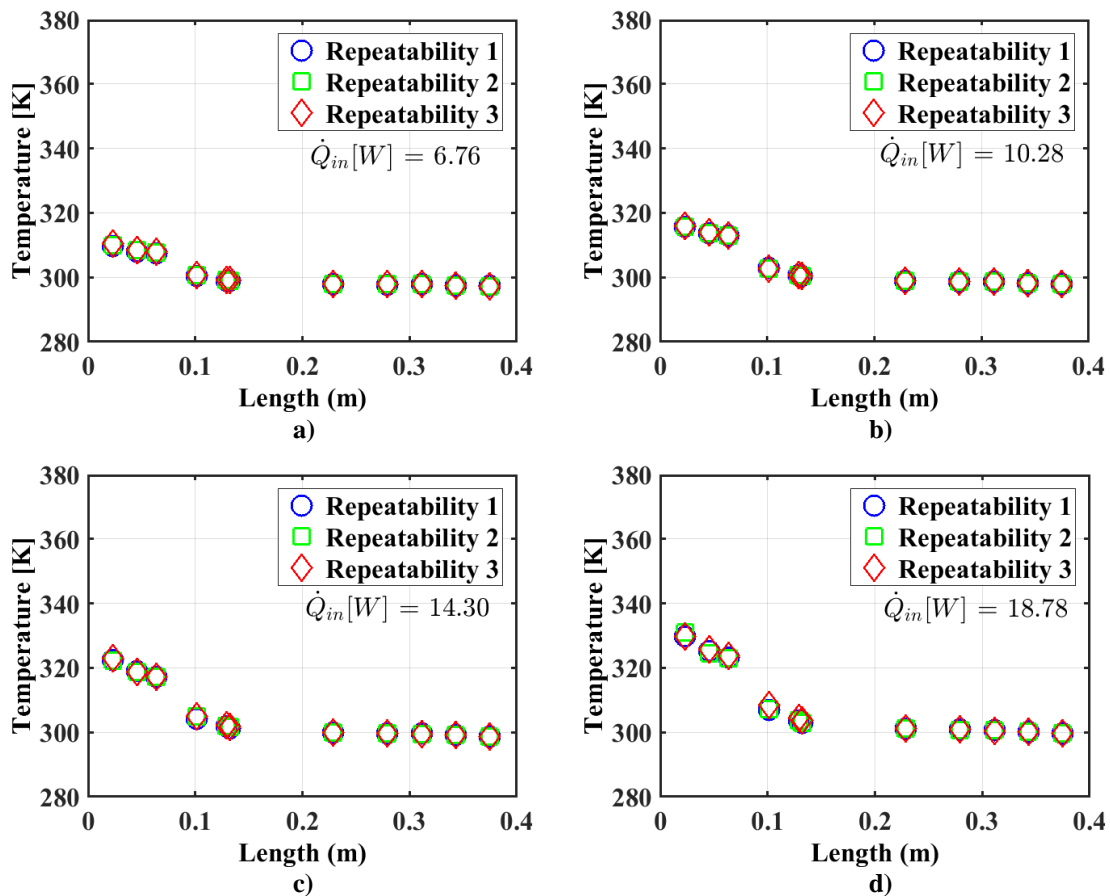 380
360
340
320
300
280
Temperature [K]
Repeatability 1
Repeatability 2
Repeatability 3
Q̇_in[W] = 6.76
0 0.1 0.2 0.3 0.4
Length (m)
a)
380
360
340
320
300
280
Temperature [K]
Repeatability 1
Repeatability 2
Repeatability 3
Q̇_in[W] = 10.28
0 0.1 0.2 0.3 0.4
Length (m)
b)
380
360
340
320
300
280
Temperature [K]
Repeatability 1
Repeatability 2
Repeatability 3
Q̇_in[W] = 14.30
0 0.1 0.2 0.3 0.4
Length (m)
c)
380
360
340
320
300
280
Temperature [K]
Repeatability 1
Repeatability 2
Repeatability 3
Q̇_in[W] = 18.78
0 0.1 0.2 0.3 0.4
Length (m)
d)